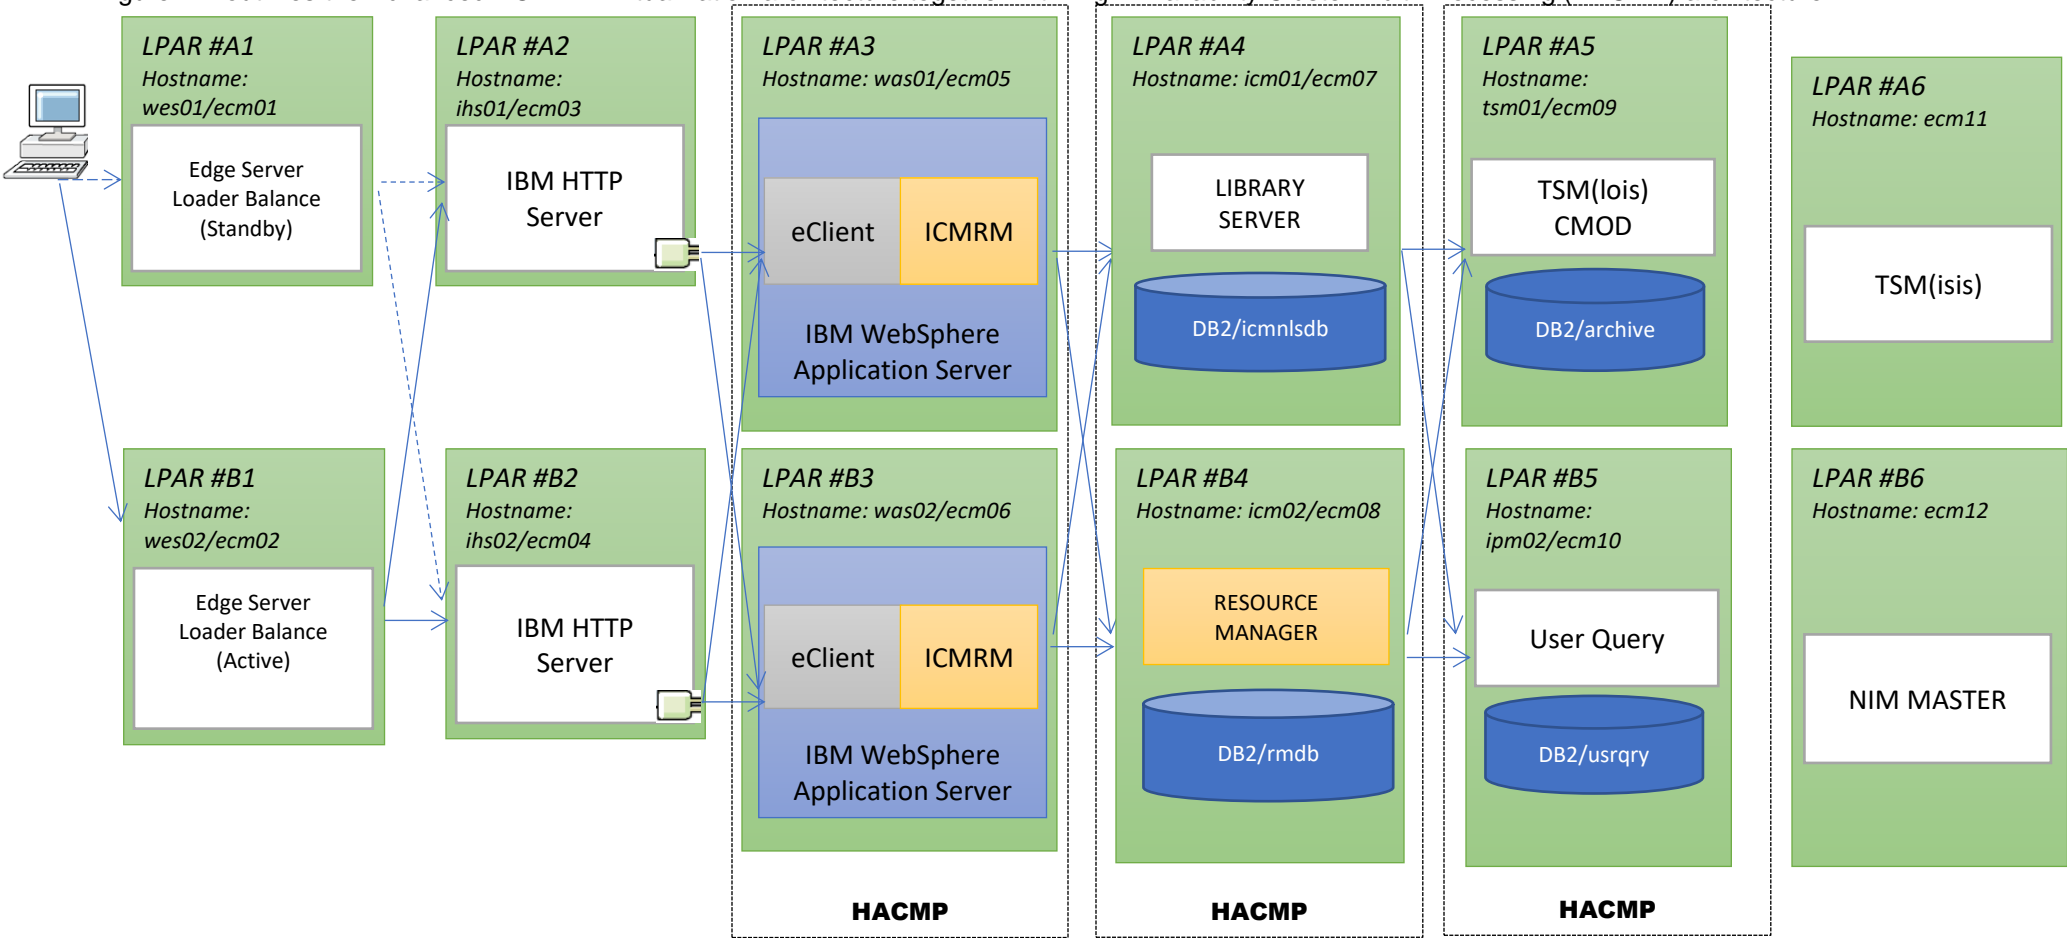 LPAR #A1
Hostname:
wes01/ecm01
Edge Server
Loader Balance
(Standby)
LPAR #A2
Hostname:
ihs01/ecm03
IBM HTTP
Server
LPAR #A3
Hostname: was01/ecm05
eClient
ICMRM
IBM WebSphere
Application Server
LPAR #A4
Hostname: icm01/ecm07
LIBRARY
SERVER
DB2/icmnlsdb
LPAR #A5
Hostname:
tsm01/ecm09
TSM(lois)
CMOD
DB2/archive
LPAR #A6
Hostname: ecm11
TSM(isis)
LPAR #B1
Hostname:
wes02/ecm02
Edge Server
Loader Balance
(Active)
LPAR #B2
Hostname:
ihs02/ecm04
IBM HTTP
Server
LPAR #B3
Hostname: was02/ecm06
eClient
ICMRM
IBM WebSphere
Application Server
LPAR #B4
Hostname: icm02/ecm08
RESOURCE
MANAGER
DB2/rmdb
LPAR #B5
Hostname:
ipm02/ecm10
User Query
DB2/usrqry
LPAR #B6
Hostname: ecm12
NIM MASTER
HACMP
HACMP
HACMP